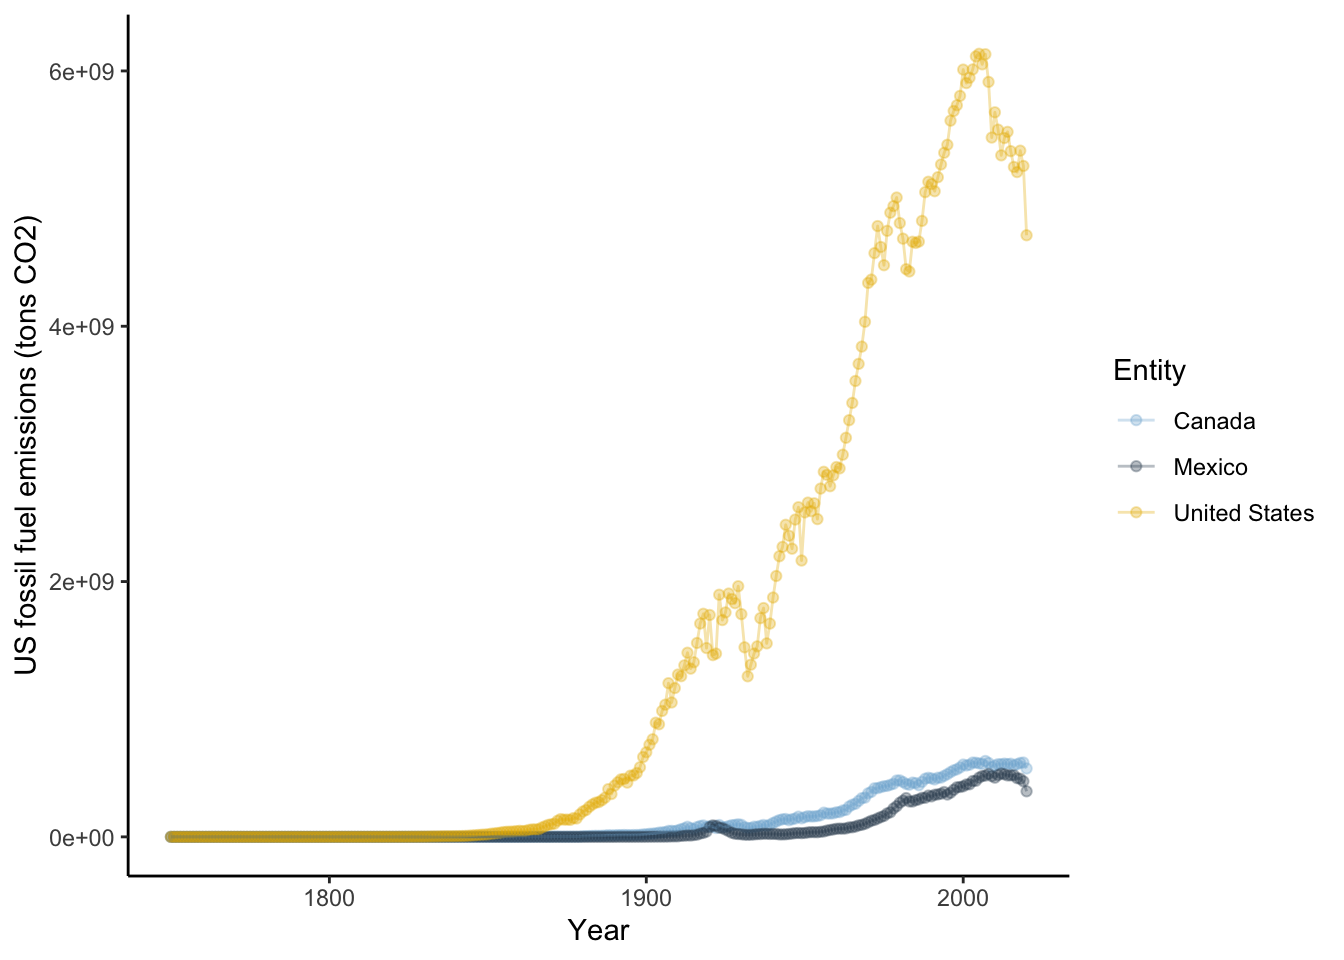 US fossil fuel emissions (tons CO2)
6e+09
4e+09
2e+09
0e+00
1800
1900
2000
Year
Entity
Canada
Mexico
United States